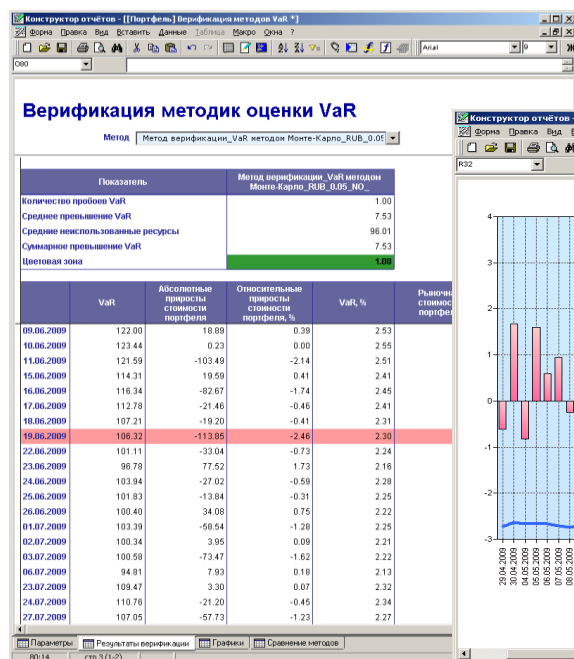 Конструктор отчётов - [[Портфель] Верификация методов VaR *]
Форма Правка Вид Вставить Данные Таблица Макро Окна ?
Arial 9 Ж
O80
Верификация методик оценки VaR
Метод Метод верификации_VaR методом Монте-Карло_RUB_0.05
Показатель Метод верификации_VaR методом Монте-Карло_RUB_0.05_NO_
Количество пробоев VaR 1.00
Среднее превышение VaR 7.53
Средние неиспользованные ресурсы 96.01
Суммарное превышение VaR 7.53
Цветовая зона 1.00
VaR Абсолютные приросты стоимости портфеля Относительные приросты стоимости портфеля, % VaR, %
09.06.2009 122.00 18.89 0.39 2.53
10.06.2009 123.44 0.23 0.00 2.55
11.06.2009 121.59 -103.49 -2.14 2.51
15.06.2009 114.31 19.59 0.41 2.41
16.06.2009 116.34 -82.67 -1.74 2.45
17.06.2009 112.78 -21.46 -0.46 2.41
18.06.2009 107.21 -19.20 -0.41 2.31
19.06.2009 106.32 -113.85 -2.46 2.30
22.06.2009 101.11 -33.04 -0.73 2.24
23.06.2009 96.78 77.52 1.73 2.16
24.06.2009 103.94 -27.02 -0.59 2.28
25.06.2009 101.83 -13.84 -0.31 2.25
26.06.2009 100.40 34.08 0.75 2.22
01.07.2009 103.39 -58.54 -1.28 2.25
02.07.2009 100.34 3.95 0.09 2.21
03.07.2009 100.58 -73.47 -1.62 2.22
06.07.2009 94.81 7.93 0.18 2.13
23.07.2009 109.47 3.30 0.07 2.32
24.07.2009 110.76 -21.20 -0.45 2.34
27.07.2009 107.05 -57.73 -1.23 2.27
Параметры Результаты верификации Графики Сравнение методов
80:14 стр 3 (1-2)
Конструктор отчётов -
Форма Правка Вид
R32
4
3
2
1
0
-1
-2
-3
29.04.2009
30.04.2009
04.05.2009
05.05.2009
06.05.2009
07.05.2009
08.05.2009